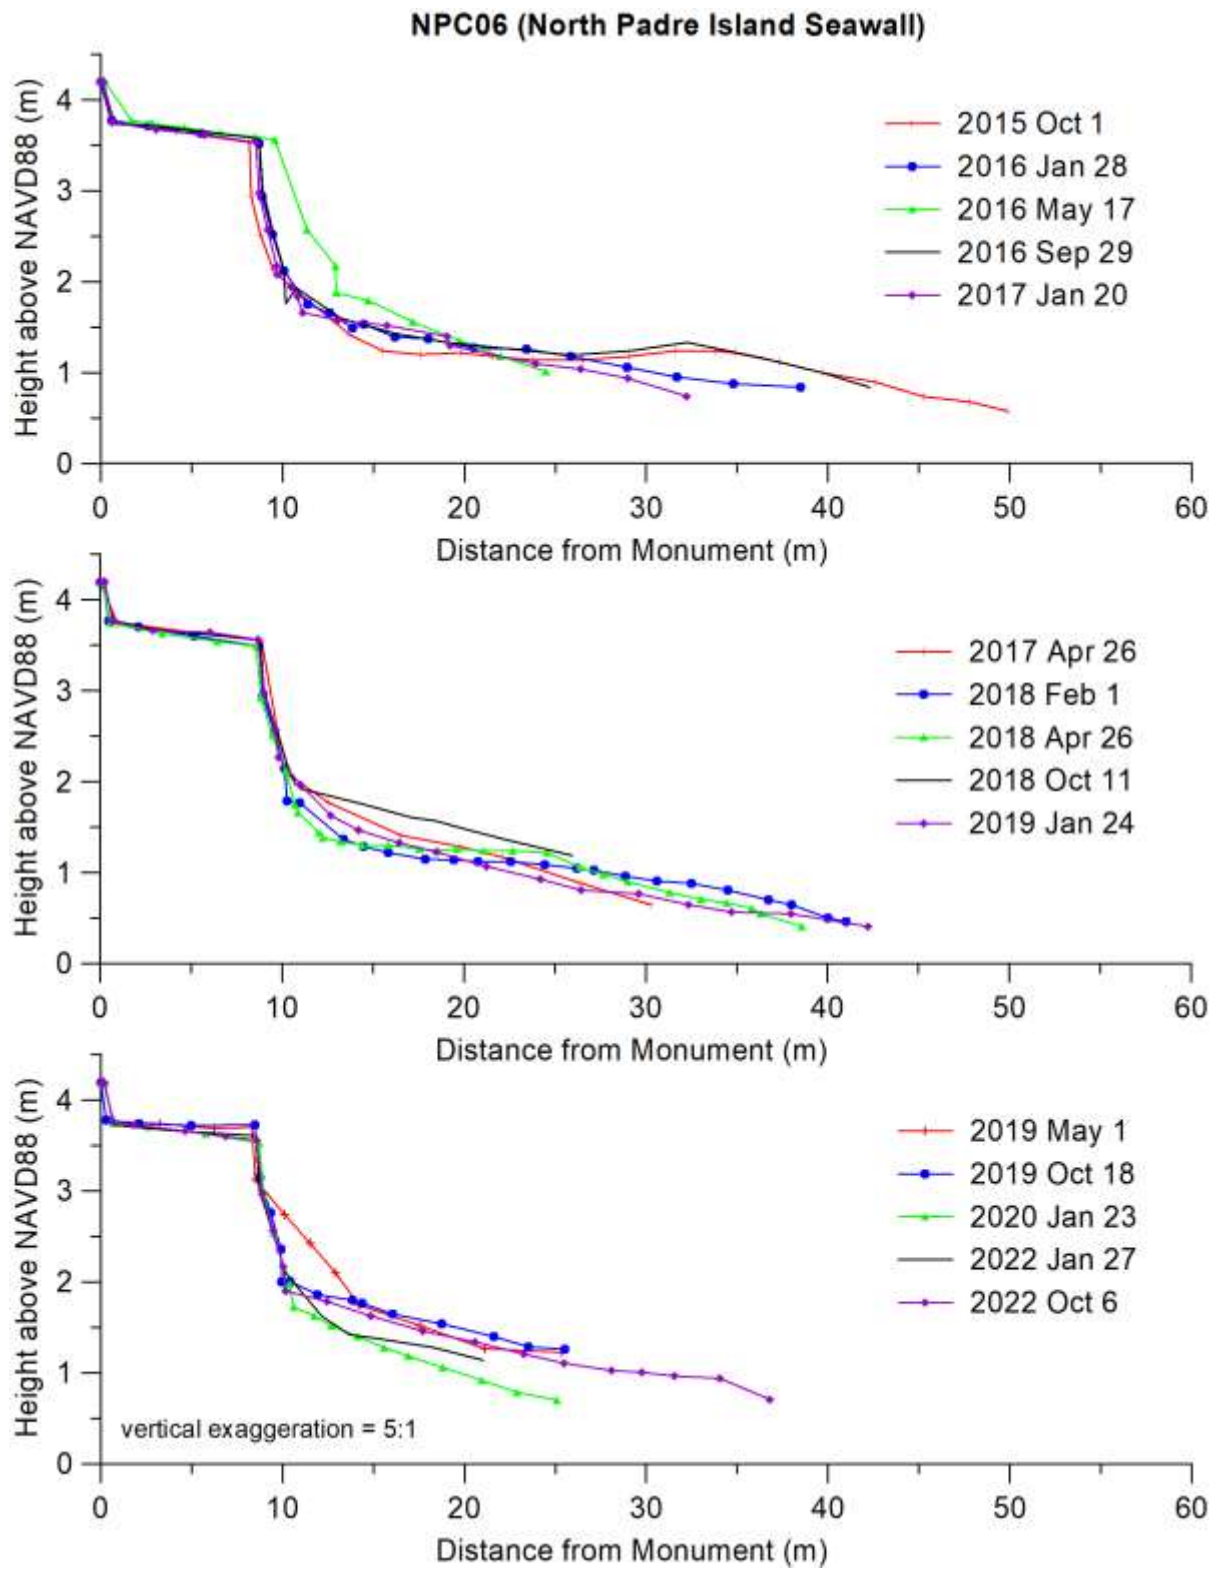 NPC06 (North Padre Island Seawall)
Height above NAVD88 (m)
4
3
2
1
0
2015 Oct 1
2016 Jan 28
2016 May 17
2016 Sep 29
2017 Jan 20
0 10 20 30 40 50 60
Distance from Monument (m)
Height above NAVD88 (m)
4
3
2
1
0
2017 Apr 26
2018 Feb 1
2018 Apr 26
2018 Oct 11
2019 Jan 24
0 10 20 30 40 50 60
Distance from Monument (m)
Height above NAVD88 (m)
4
3
2
1
0
2019 May 1
2019 Oct 18
2020 Jan 23
2022 Jan 27
2022 Oct 6
vertical exaggeration = 5:1
0 10 20 30 40 50 60
Distance from Monument (m)